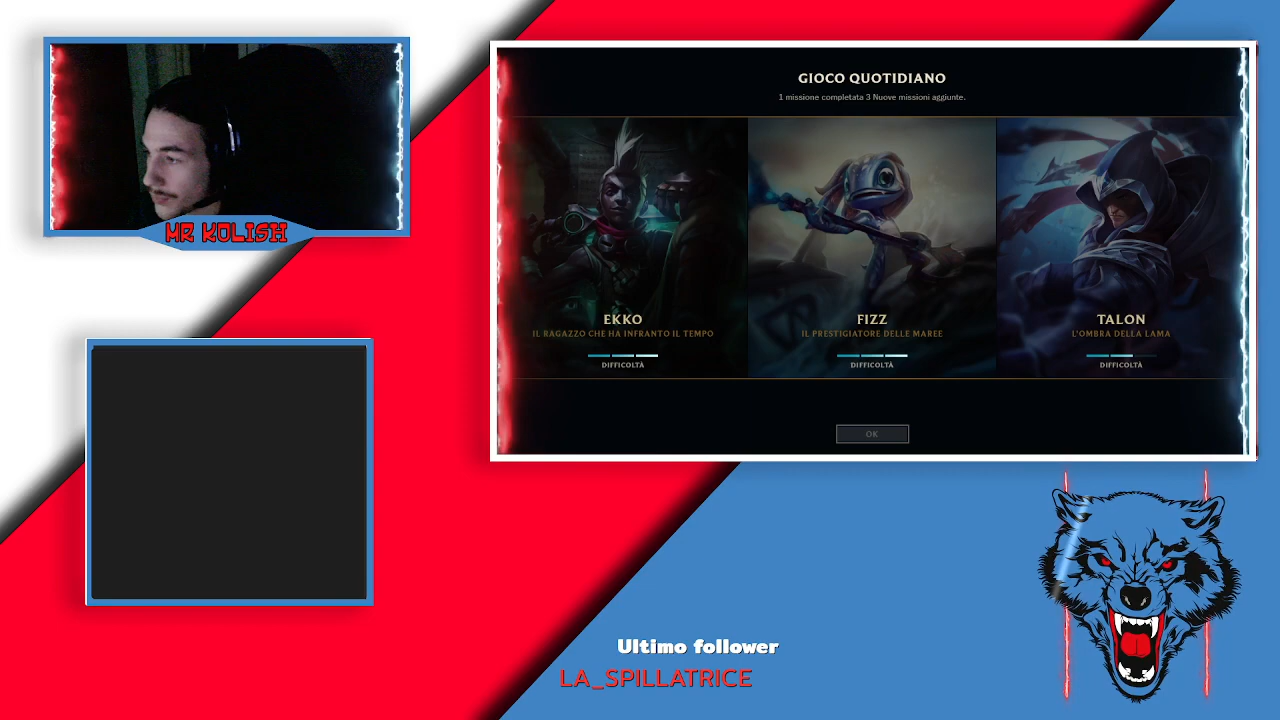 MR KOLISH
GIOCO QUOTIDIANO
1 missione completata 3 Nuove missioni aggiunte.
EKKO
IL RAGAZZO CHE HA INFRANTO IL TEMPO
DIFFICOLTÀ
FIZZ
IL PRESTIGIATORE DELLE MAREE
DIFFICOLTÀ
TALON
L'OMBRA DELLA LAMA
DIFFICOLTÀ
OK
Ultimo follower
LA_SPILLATRICE